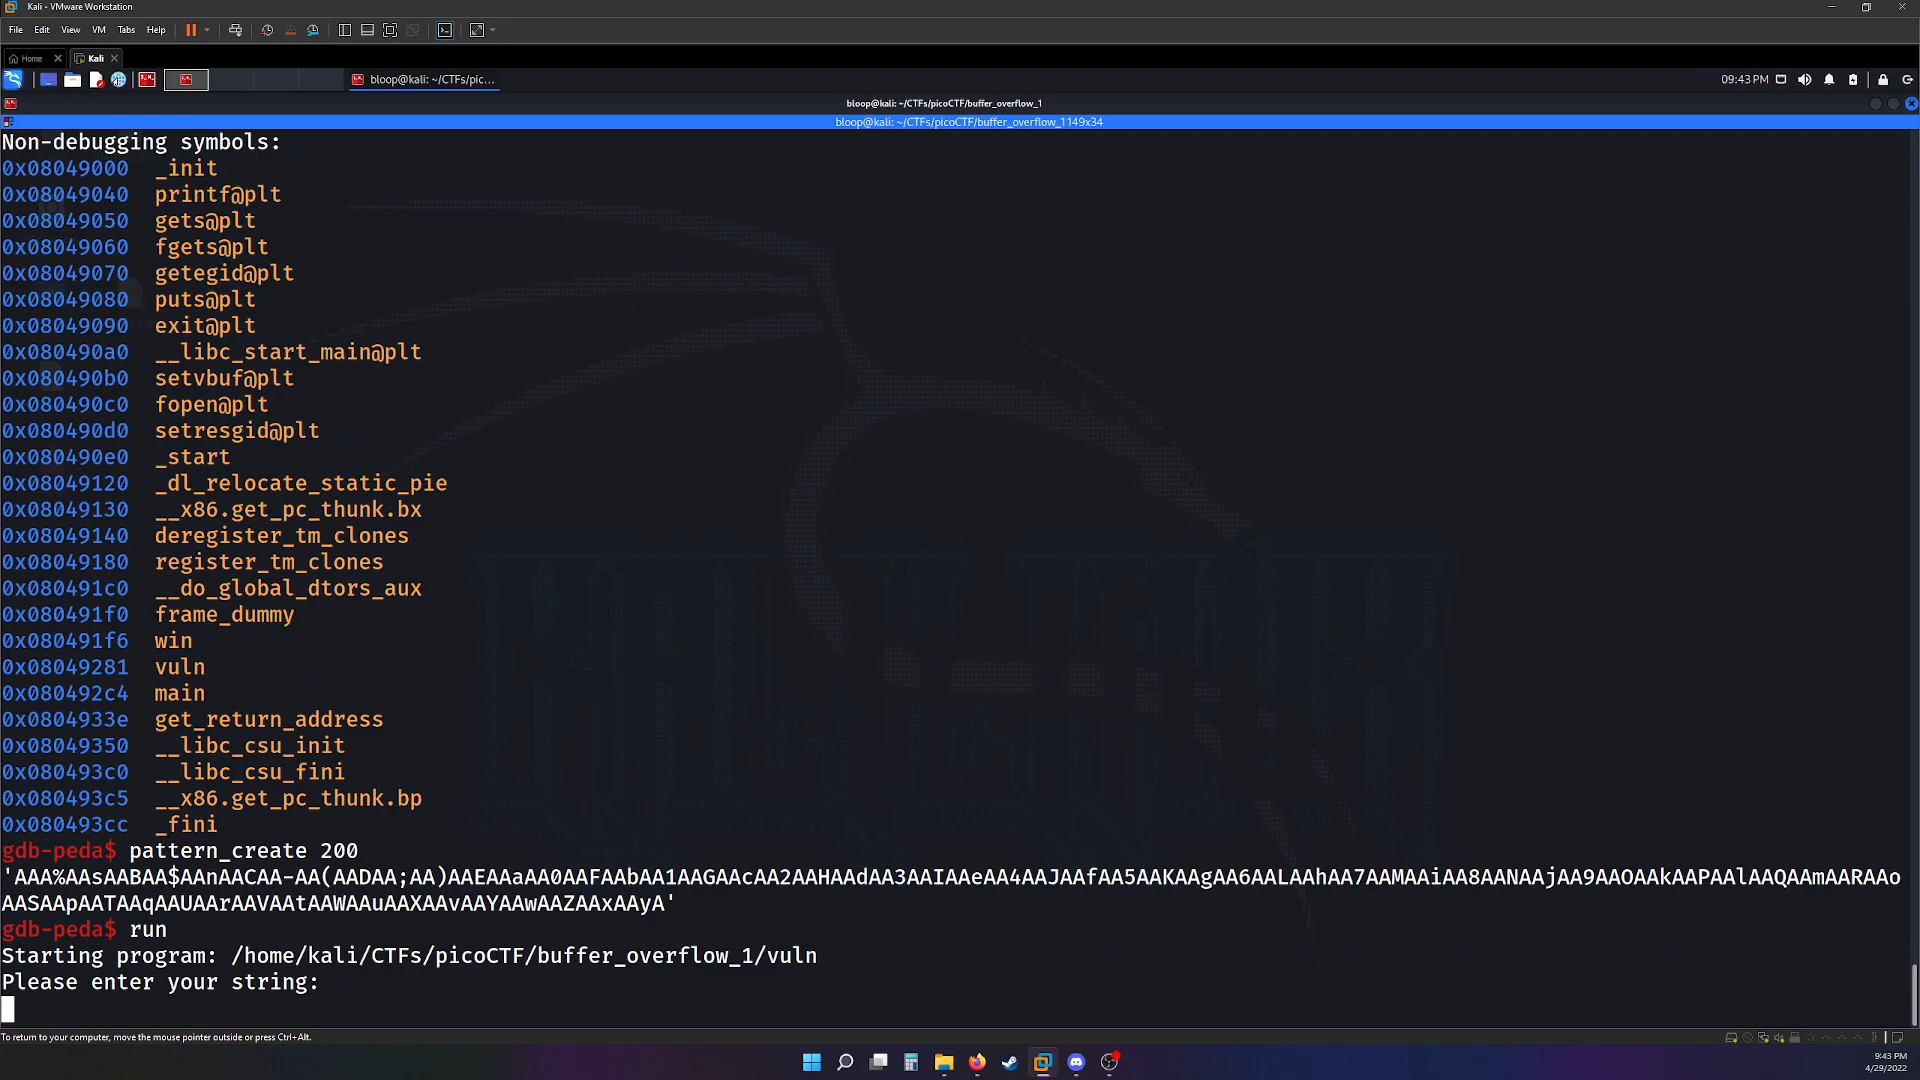 Kali - VMware Workstation
File Edit View VM Tabs Help
Home Kali
bloop@kali: ~/CTFs/pic... 09:43 PM
bloop@kali: ~/CTFs/picoCTF/buffer_overflow_1
bloop@kali: ~/CTFs/picoCTF/buffer_overflow_1 149x34
Non-debugging symbols:
0x08049000 _init
0x08049040 printf@plt
0x08049050 gets@plt
0x08049060 fgets@plt
0x08049070 getegid@plt
0x08049080 puts@plt
0x08049090 exit@plt
0x080490a0 __libc_start_main@plt
0x080490b0 setvbuf@plt
0x080490c0 fopen@plt
0x080490d0 setresgid@plt
0x080490e0 _start
0x08049120 _dl_relocate_static_pie
0x08049130 __x86.get_pc_thunk.bx
0x08049140 deregister_tm_clones
0x08049180 register_tm_clones
0x080491c0 __do_global_dtors_aux
0x080491f0 frame_dummy
0x080491f6 win
0x08049281 vuln
0x080492c4 main
0x0804933e get_return_address
0x08049350 __libc_csu_init
0x080493c0 __libc_csu_fini
0x080493c5 __x86.get_pc_thunk.bp
0x080493cc _fini
gdb-peda$ pattern_create 200
'AAA%AAsAABAA$AAnAACAA-AA(AADAA;AA)AAEAAaAA0AAFAAbAA1AAGAAcAA2AAHAAdAA3AAIAAeAA4AAJAAfAA5AAKAAgAA6AALAAhAA7AAMAAiAA8AANAAjAA9AAOAAkAAPAAlAAQAAmAARAAo
AASAApAATAAqAAUAArAAVAAtAAWAAuAAXAAvAAYAAwAAZAAxAAyA'
gdb-peda$ run
Starting program: /home/kali/CTFs/picoCTF/buffer_overflow_1/vuln
Please enter your string:
To return to your computer, move the mouse pointer outside or press Ctrl+Alt.
9:43 PM
4/29/2022